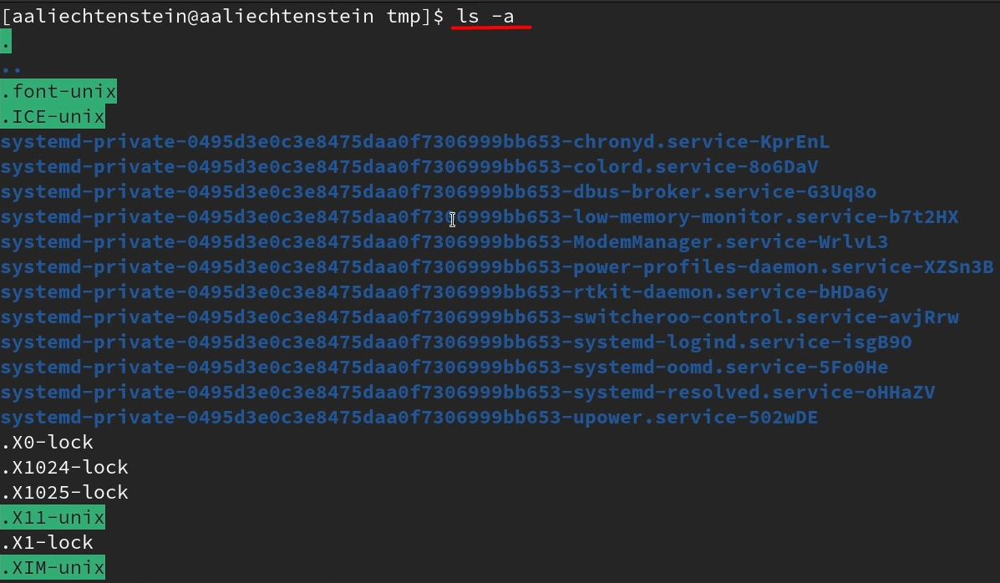 [aaliechtenstein@aaliechtenstein tmp]$ ls -a
.
..
.font-unix
.ICE-unix
systemd-private-0495d3e0c3e8475daa0f7306999bb653-chronyd.service-KprEnL
systemd-private-0495d3e0c3e8475daa0f7306999bb653-colord.service-8o6DaV
systemd-private-0495d3e0c3e8475daa0f7306999bb653-dbus-broker.service-G3Uq8o
systemd-private-0495d3e0c3e8475daa0f7306999bb653-low-memory-monitor.service-b7t2HX
systemd-private-0495d3e0c3e8475daa0f7306999bb653-ModemManager.service-WrlvL3
systemd-private-0495d3e0c3e8475daa0f7306999bb653-power-profiles-daemon.service-XZSn3B
systemd-private-0495d3e0c3e8475daa0f7306999bb653-rtkit-daemon.service-bHDa6y
systemd-private-0495d3e0c3e8475daa0f7306999bb653-switcheroo-control.service-avjRrw
systemd-private-0495d3e0c3e8475daa0f7306999bb653-systemd-logind.service-isgB9O
systemd-private-0495d3e0c3e8475daa0f7306999bb653-systemd-oomd.service-5Fo0He
systemd-private-0495d3e0c3e8475daa0f7306999bb653-systemd-resolved.service-oHHaZV
systemd-private-0495d3e0c3e8475daa0f7306999bb653-upower.service-502wDE
.X0-lock
.X1024-lock
.X1025-lock
.X11-unix
.X1-lock
.XIM-unix